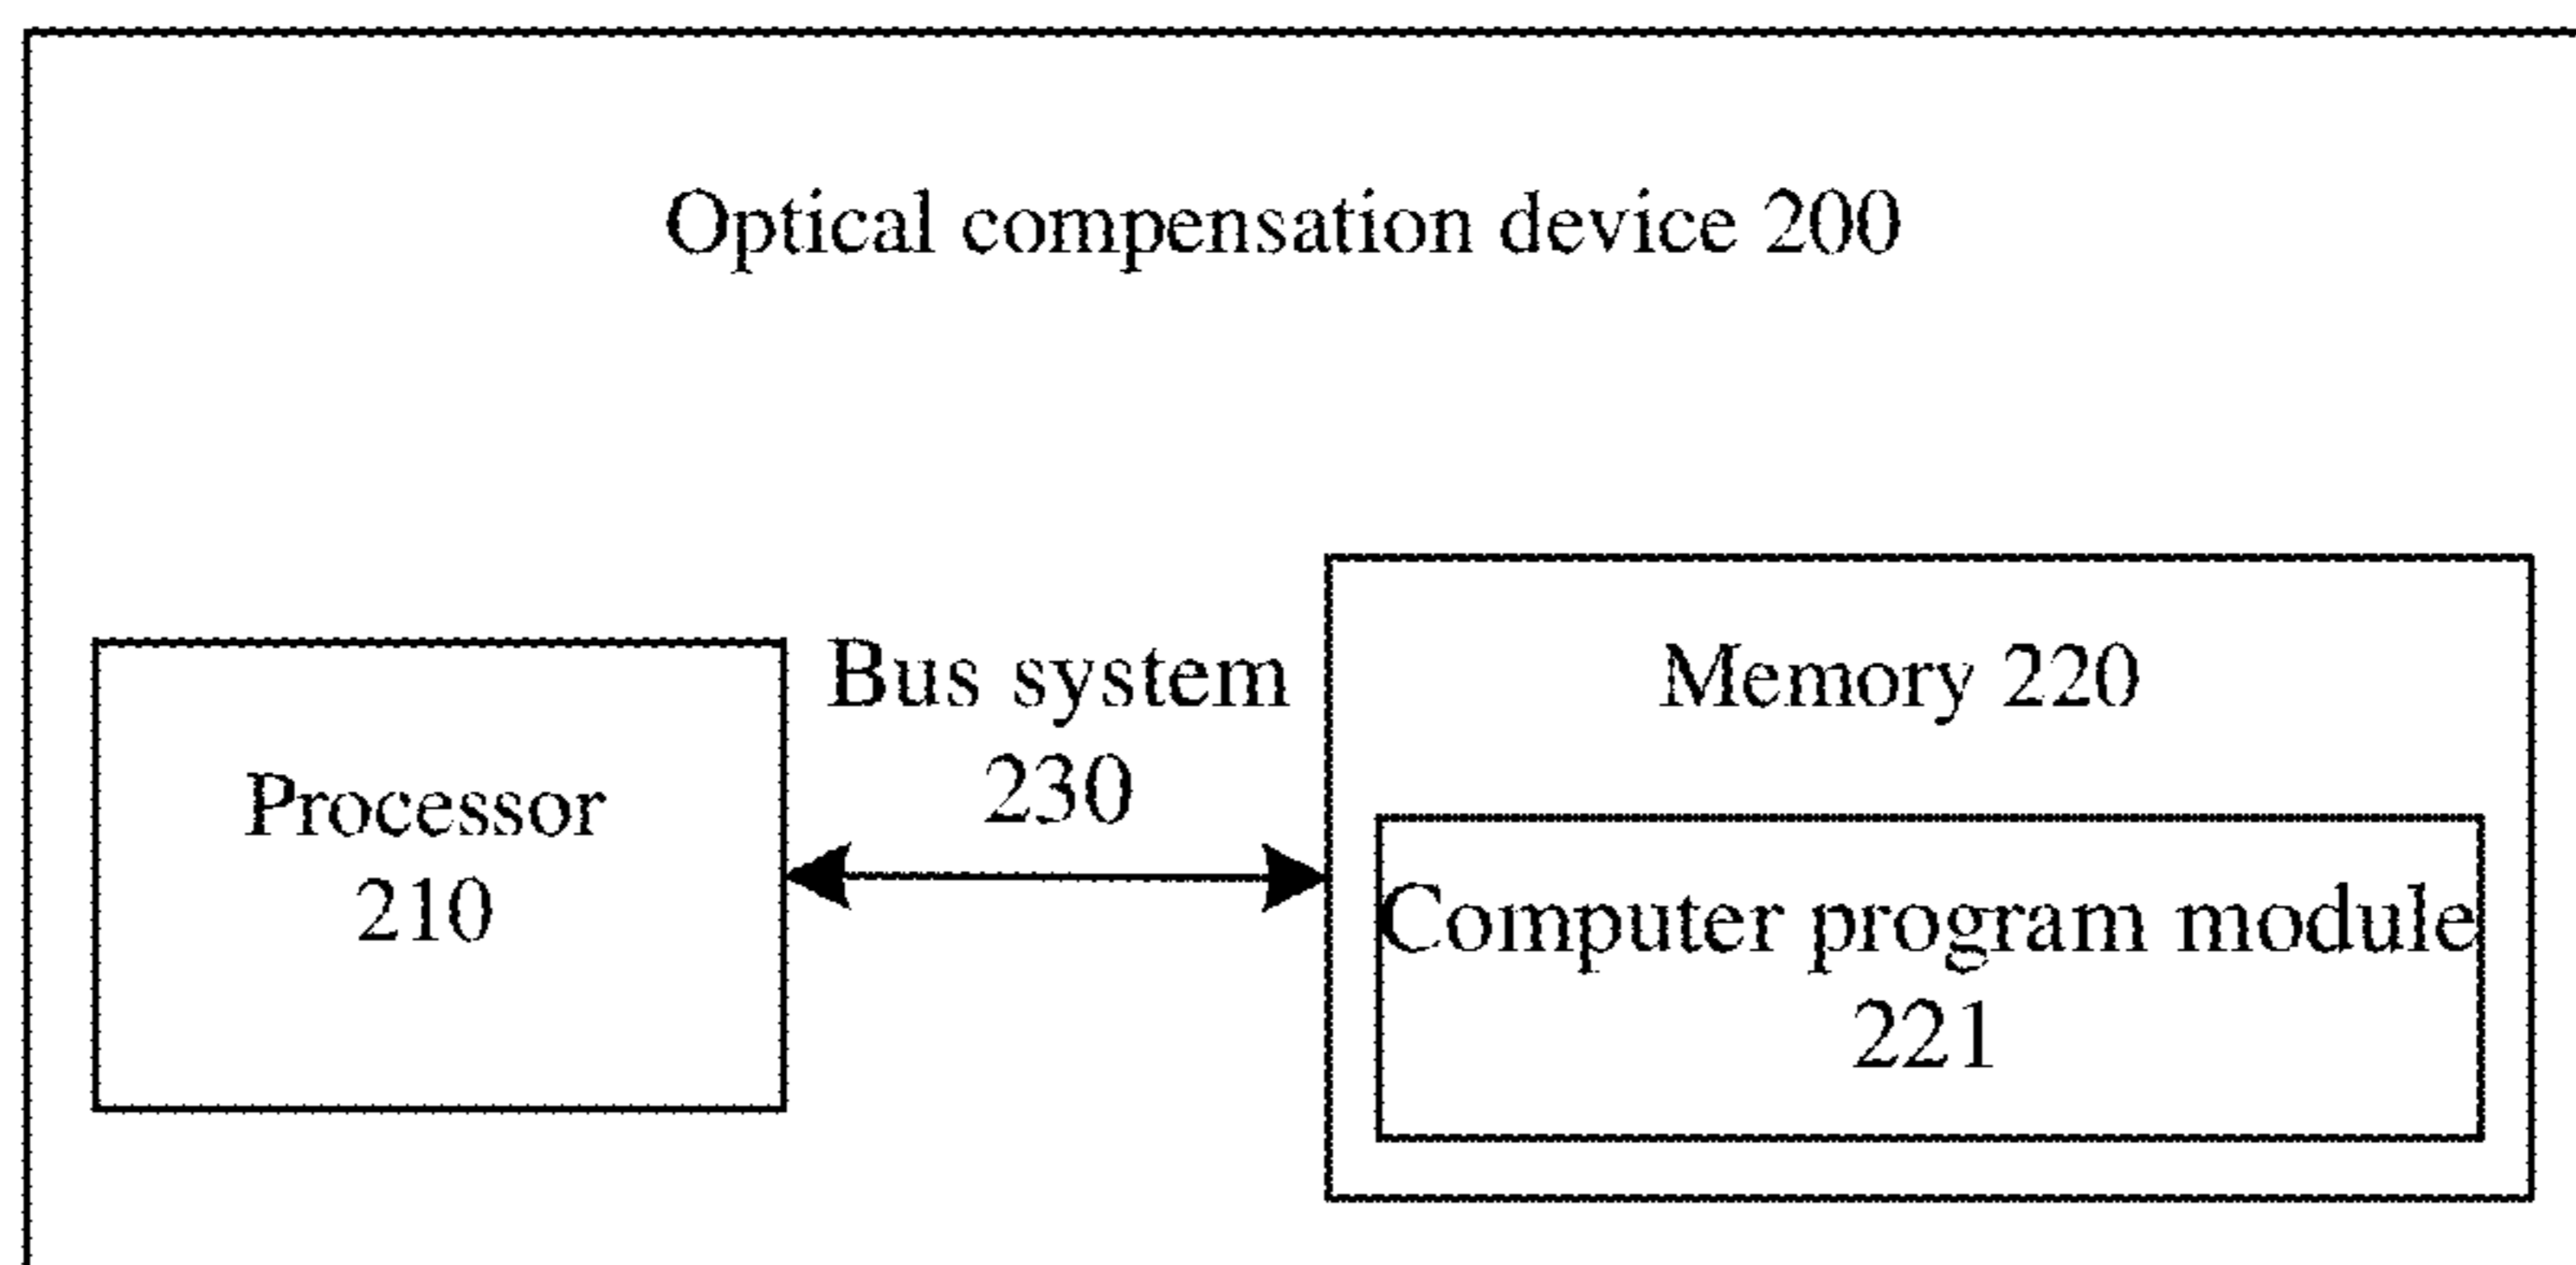 Optical compensation device 200
Bus system
230
Processor
210
Memory 220
Computer program module
221